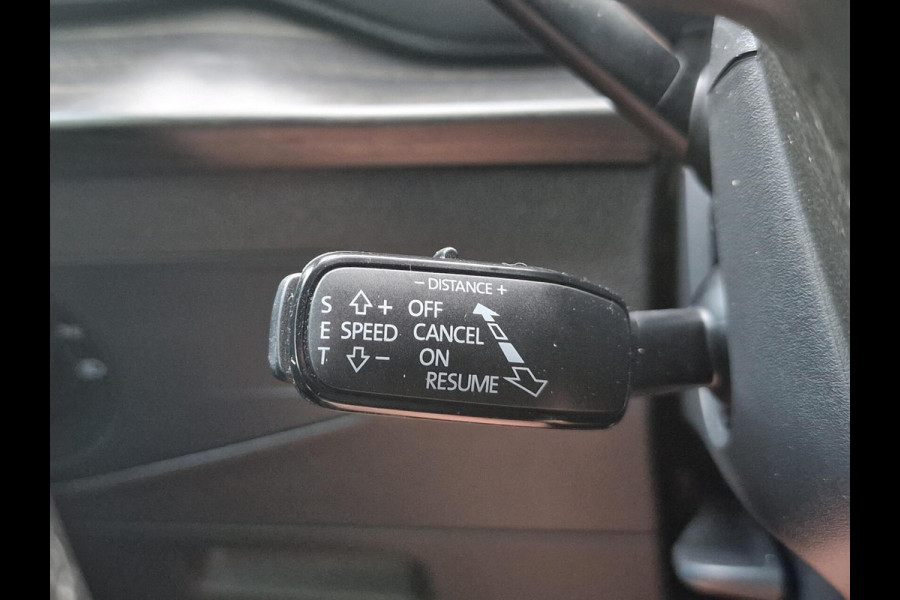 − DISTANCE +
S + OFF
E SPEED CANCEL
T − ON
RESUME